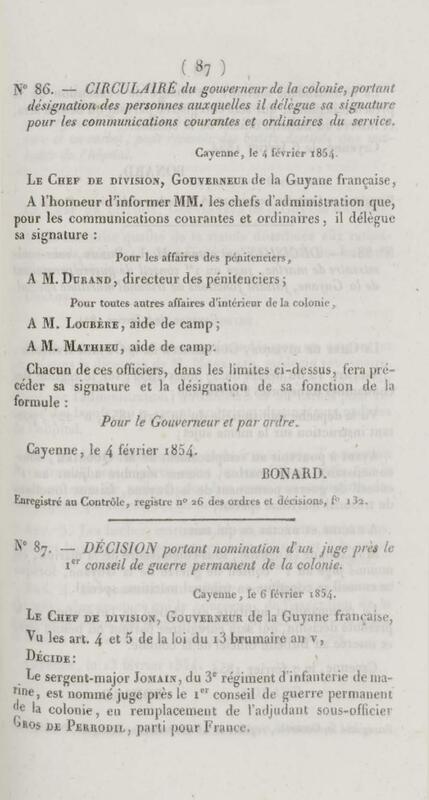 ( 87 )
N° 86. — CIRCULAIRE du gouverneur de la colonie, portant
désignation des personnes auxquelles il délègue sa signature
pour les communications courantes et ordinaires du service.
Cayenne, le 4 février 1854.
LE CHEF DE DIVISION, GOUVERNEUR de la Guyane française,
A l'honneur d'informer MM. les chefs d'administration que,
pour les communications courantes et ordinaires, il délègue
sa signature :
Pour les affaires des pénitenciers,
A M. DURAND, directeur des pénitenciers ;
Pour toutes autres affaires d'intérieur de la colonie,
A M. LOUBÈRE, aide de camp ;
A M. MATHIEU, aide de camp.
Chacun de ces officiers, dans les limites ci-dessus, fera pré-
céder sa signature et la désignation de sa fonction de la
formule :
Pour le Gouverneur et par ordre.
Cayenne, le 4 février 1854.
BONARD.
Enregistré au Contrôle, registre n° 26 des ordres et décisions, f° 132.
N° 87. — DÉCISION portant nomination d'un juge près le
1er conseil de guerre permanent de la colonie.
Cayenne, le 6 février 1854.
LE CHEF DE DIVISION, GOUVERNEUR de la Guyane française,
Vu les art. 4 et 5 de la loi du 13 brumaire an V,
DÉCIDE :
Le sergent-major JOMAIN, du 3e régiment d'infanterie de ma-
rine, est nommé juge près le 1er conseil de guerre permanent
de la colonie, en remplacement de l'adjudant sous-officier
GROS DE PERRODIL, parti pour France.